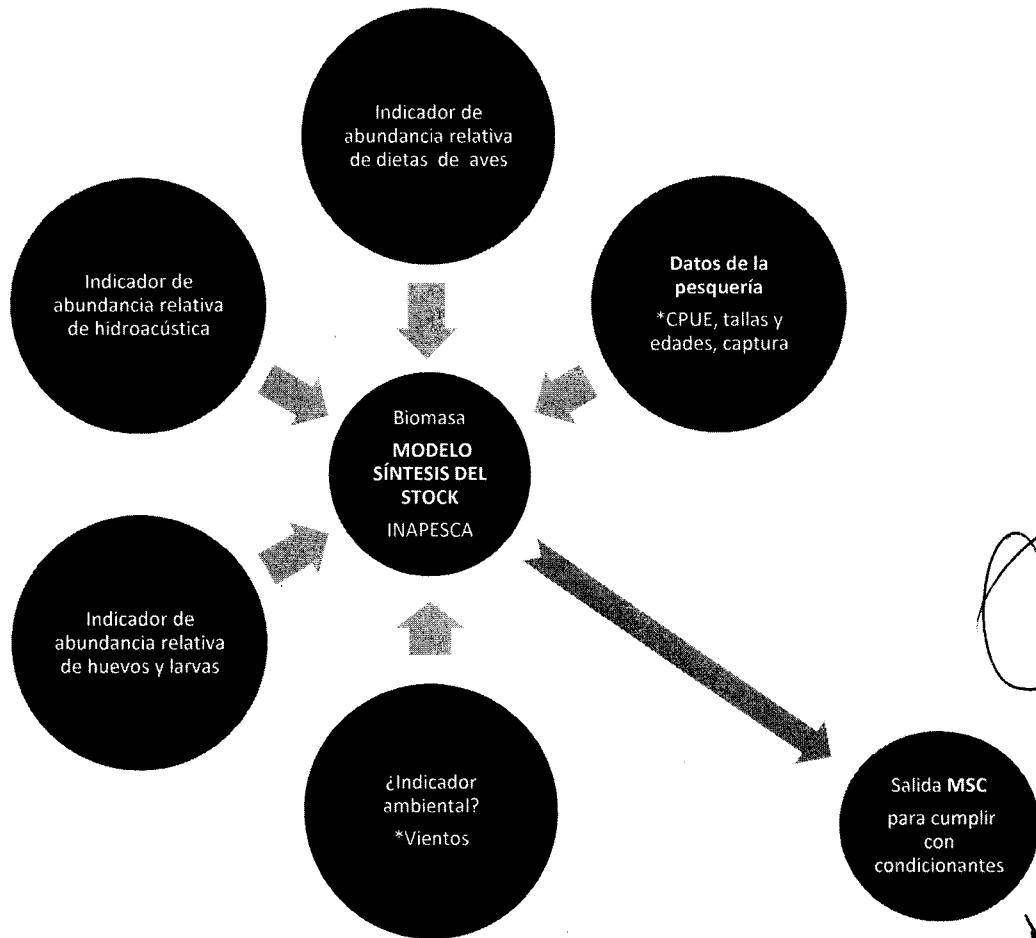 Indicador de
abundancia relativa
de dietas de aves
Indicador de
abundancia relativa
de hidroacústica
Datos de la
pesquería
*CPUE, tallas y
edades, captura
Biomasa
MODELO
SÍNTESIS DEL
STOCK
INAPESCA
Indicador de
abundancia relativa
de huevos y larvas
¿Indicador
ambiental?
*Vientos
Salida MSC
para cumplir
con
condicionantes